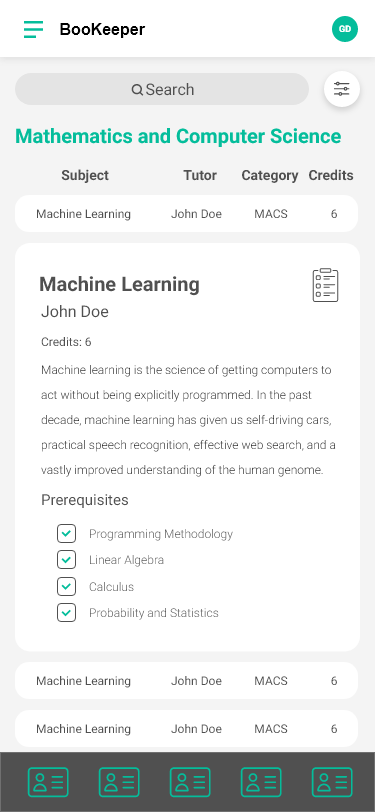 BooKeeper
GD
Search
Mathematics and Computer Science
Subject Tutor Category Credits
Machine Learning John Doe MACS 6
Machine Learning
John Doe
Credits: 6
Machine learning is the science of getting computers to
act without being explicitly programmed. In the past
decade, machine learning has given us self-driving cars,
practical speech recognition, effective web search, and a
vastly improved understanding of the human genome.
Prerequisites
Programming Methodology
Linear Algebra
Calculus
Probability and Statistics
Machine Learning John Doe MACS 6
Machine Learning John Doe MACS 6